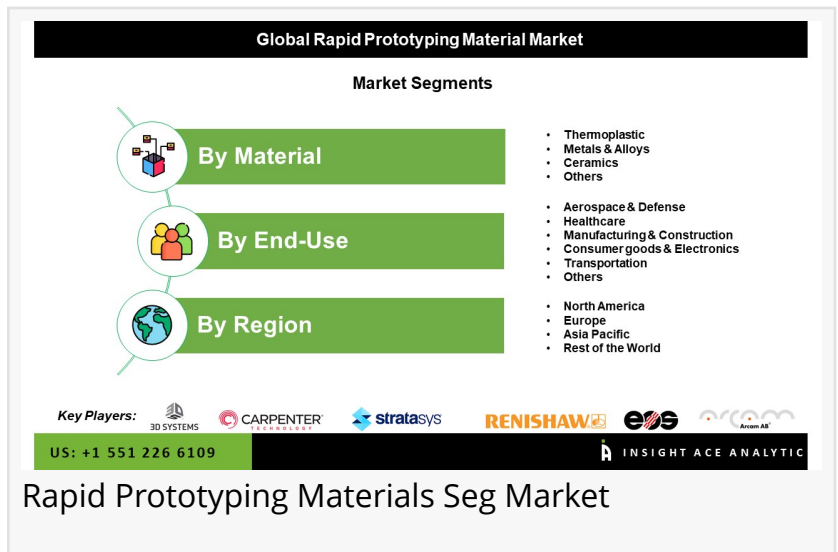 Global Rapid Prototyping Material Market
Market Segments
By Material
• Thermoplastic
• Metals & Alloys
• Ceramics
• Others
By End-Use
• Aerospace & Defense
• Healthcare
• Manufacturing & Construction
• Consumer goods & Electronics
• Transportation
• Others
By Region
• North America
• Europe
• Asia Pacific
• Rest of the World
Key Players:
3D SYSTEMS
CARPENTER
TECHNOLOGY
stratasys
RENISHAW
eos
arcam
Arcam AB
US: +1 551 226 6109
INSIGHT ACE ANALYTIC
Rapid Prototyping Materials Seg Market